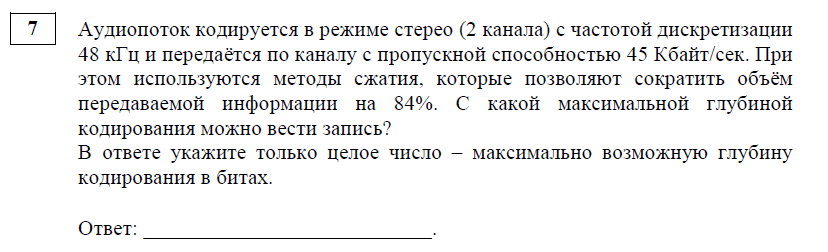 7
Аудиопоток кодируется в режиме стерео (2 канала) с частотой дискретизации
48 кГц и передаётся по каналу с пропускной способностью 45 Кбайт/сек. При
этом используются методы сжатия, которые позволяют сократить объём
передаваемой информации на 84%. С какой максимальной глубиной
кодирования можно вести запись?
В ответе укажите только целое число – максимально возможную глубину
кодирования в битах.
Ответ: ___________________________.